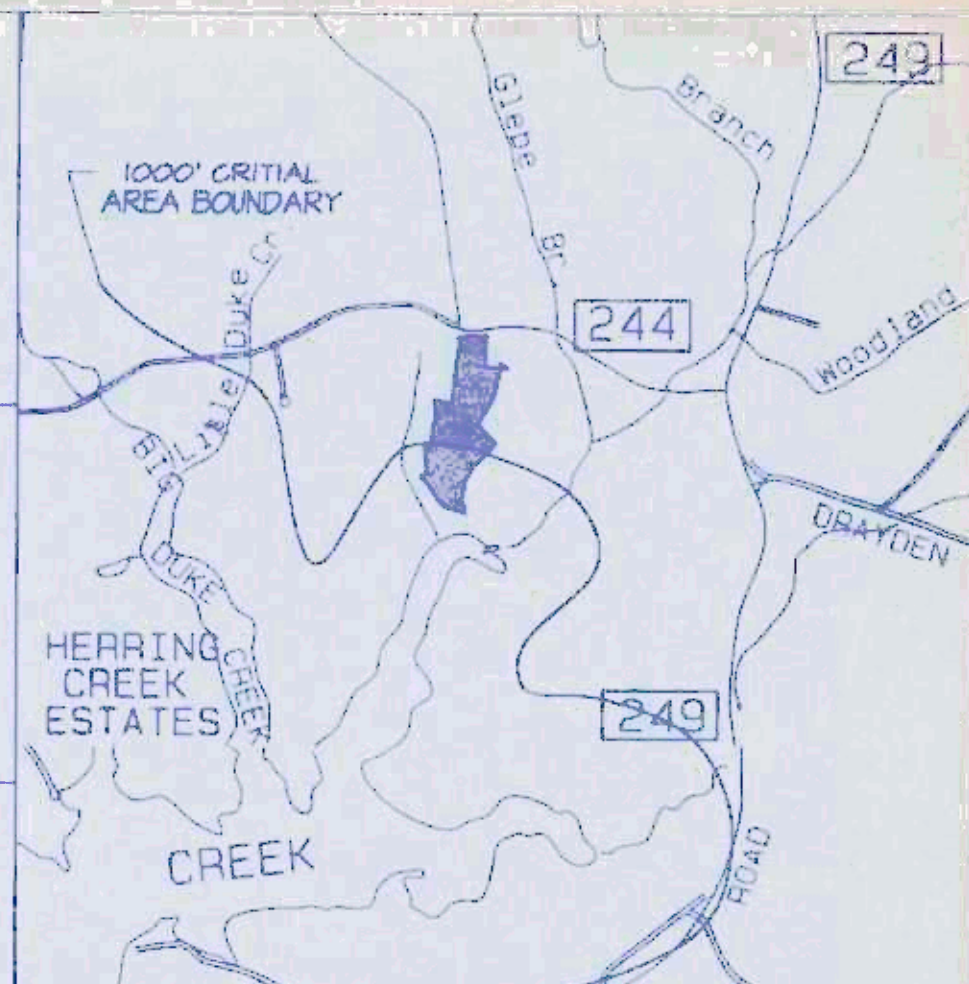 249
Glebe
Br
Branch
1000' CRITIAL
AREA BOUNDARY
Little Duke Cr
244
Woodland
Big
DUKE
CREEK
DRAYDEN
HERRING
CREEK
ESTATES
249
CREEK
ROAD